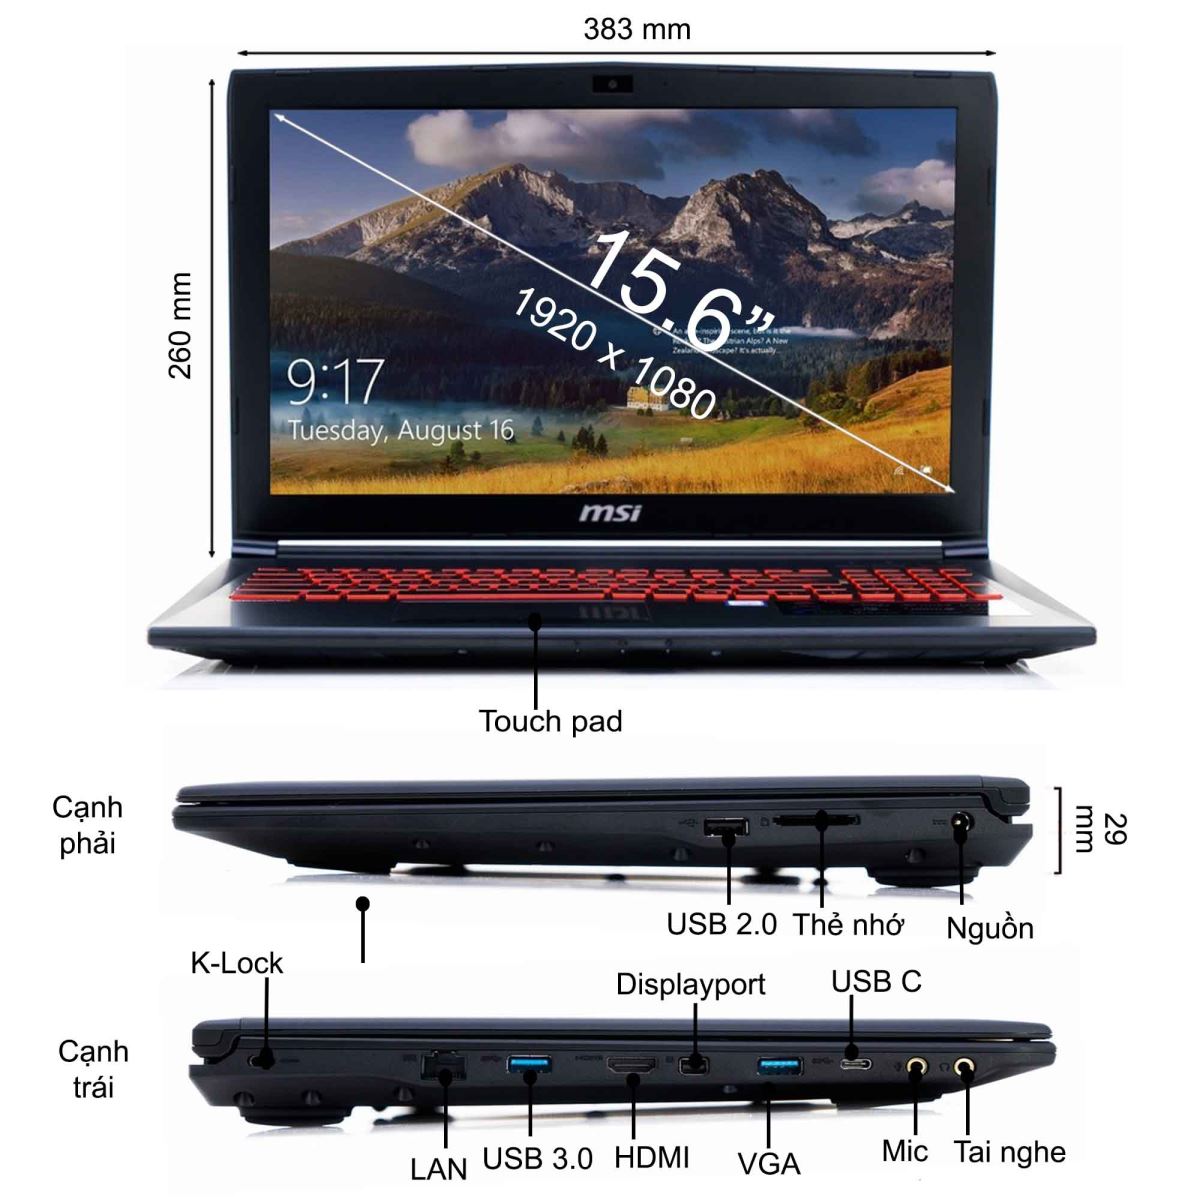 383 mm
260 mm
15.6”
1920 x 1080
9:17
Tuesday, August 16
msi
Touch pad
Cạnh
phải
29
mm
USB 2.0
Thẻ nhớ
Nguồn
K-Lock
Displayport
USB C
Cạnh
trái
LAN
USB 3.0
HDMI
VGA
Mic
Tai nghe